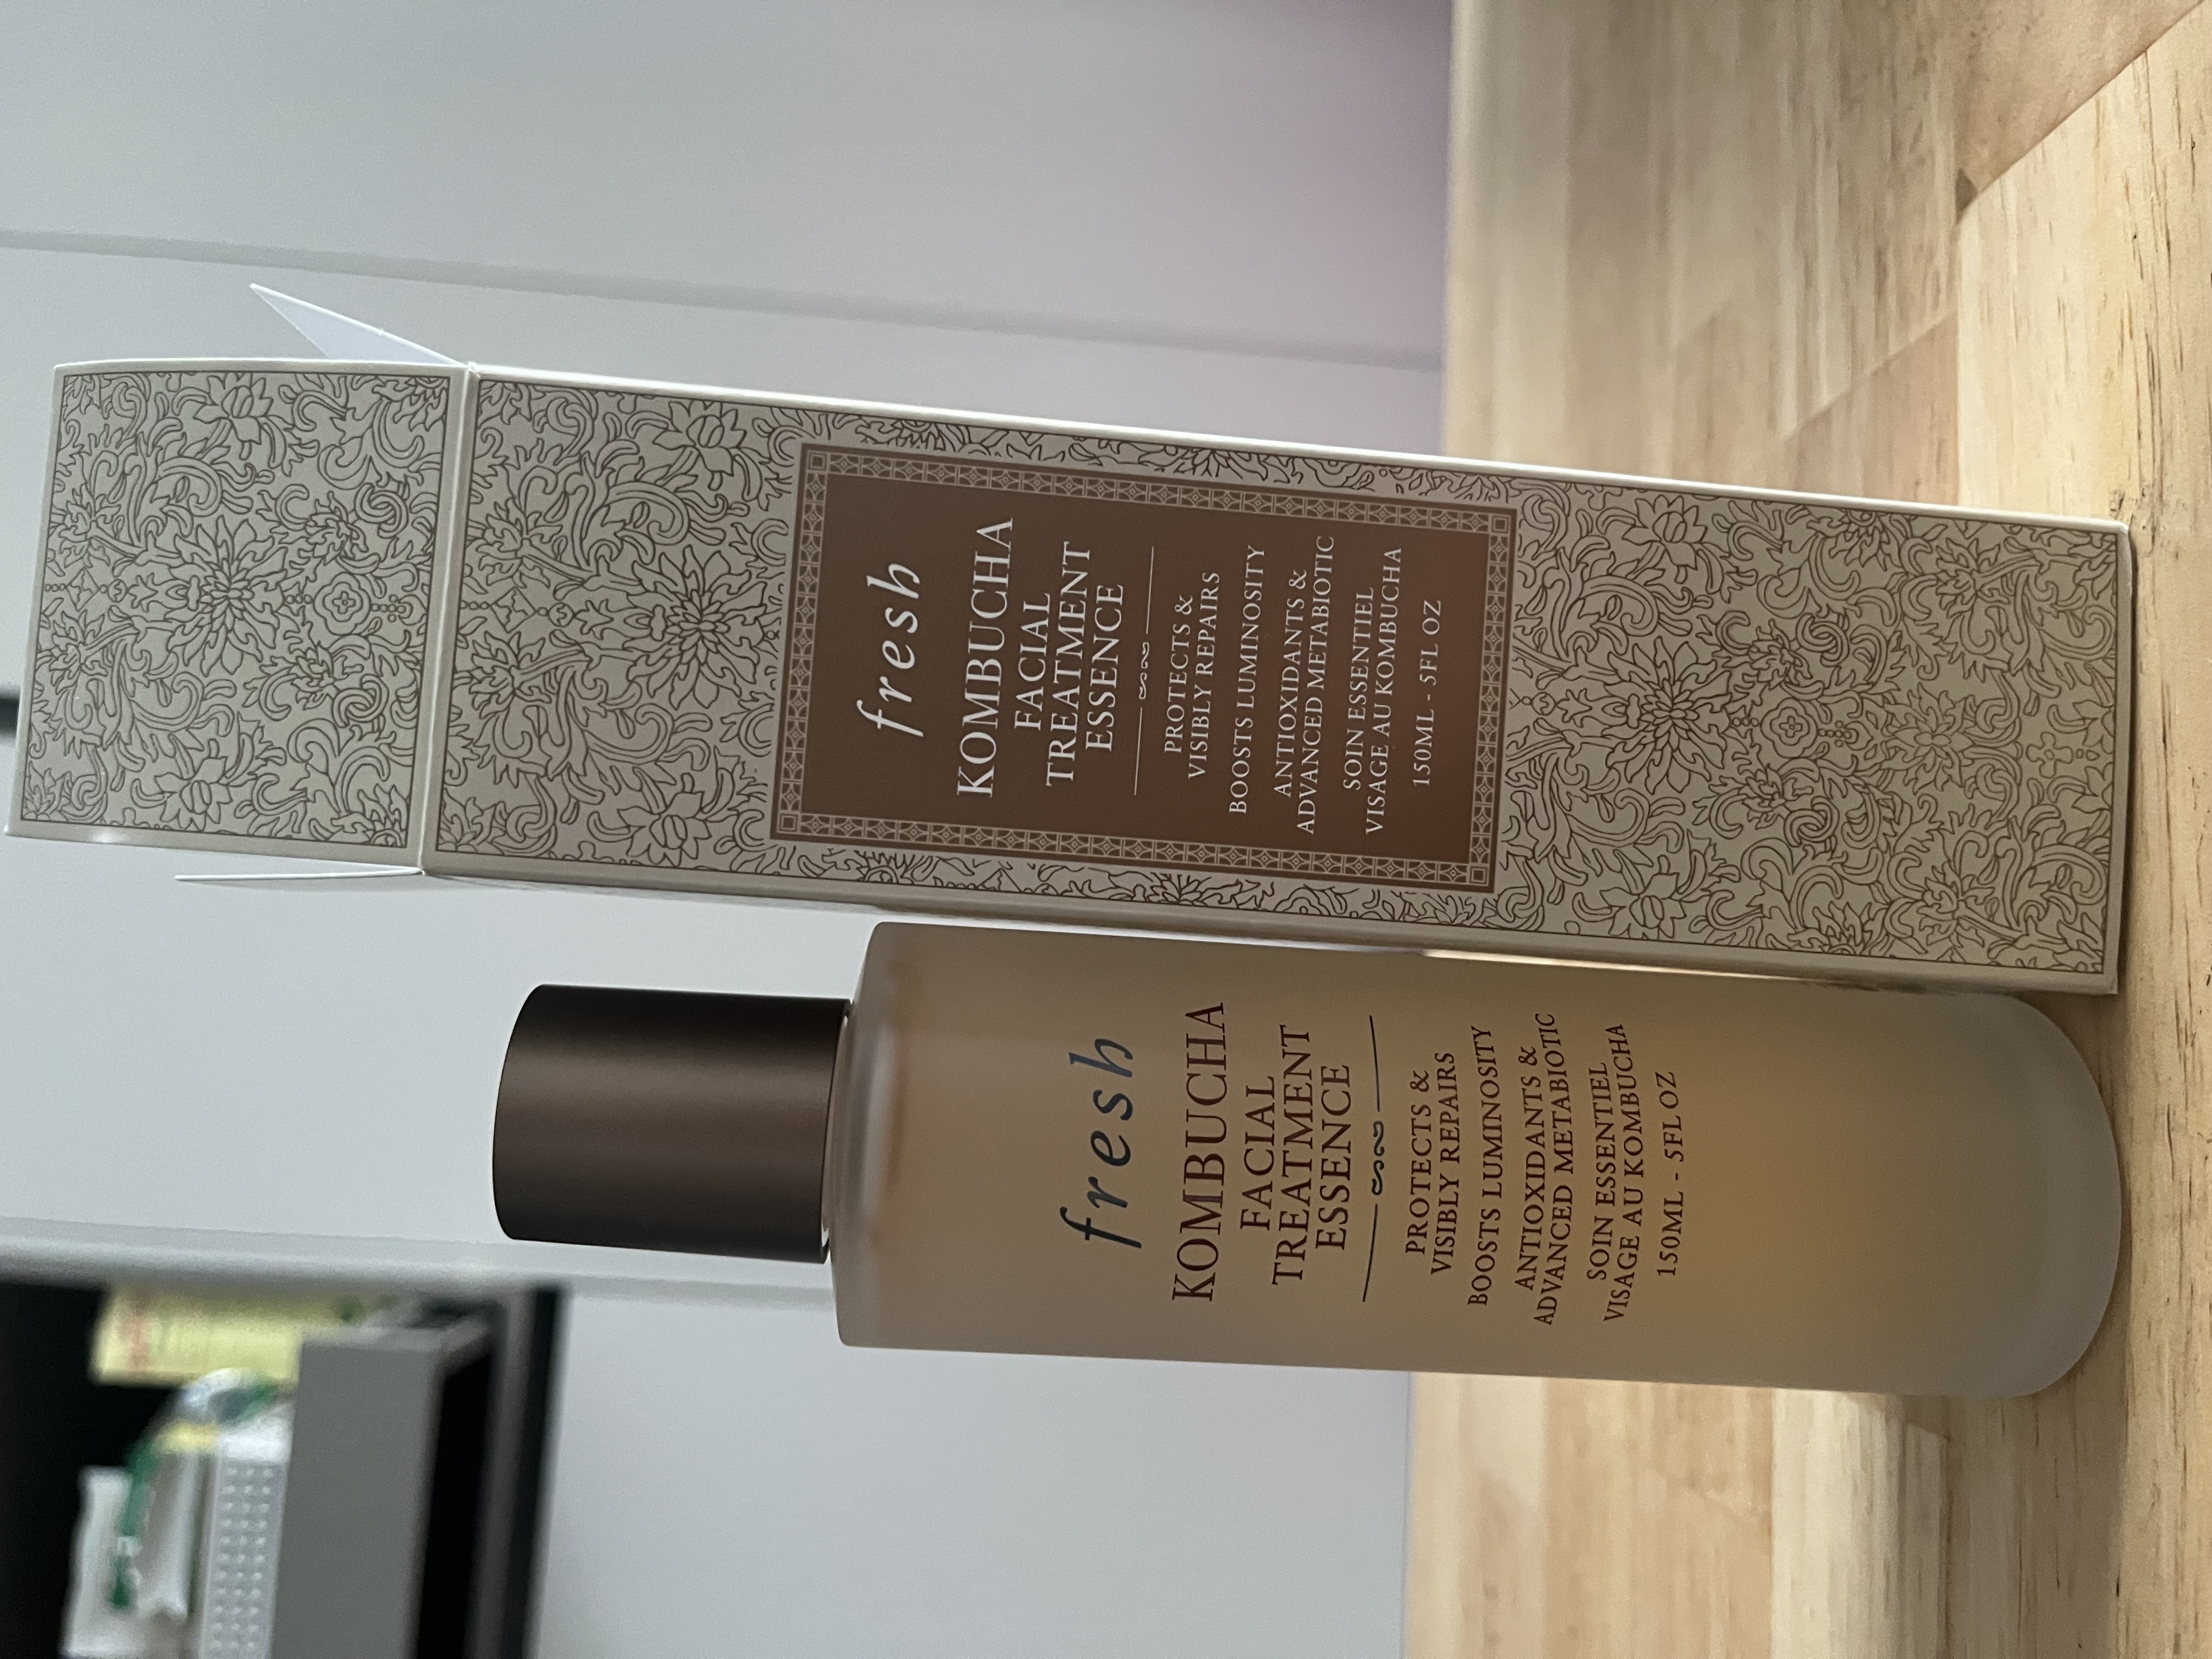 fresh
KOMBUCHA
FACIAL
TREATMENT
ESSENCE
PROTECTS &
VISIBLY REPAIRS
BOOSTS LUMINOSITY
ANTIOXIDANTS &
ADVANCED METABIOTIC
SOIN ESSENTIEL
VISAGE AU KOMBUCHA
150ML - 5FL OZ
fresh
KOMBUCHA
FACIAL
TREATMENT
ESSENCE
PROTECTS &
VISIBLY REPAIRS
BOOSTS LUMINOSITY
ANTIOXIDANTS &
ADVANCED METABIOTIC
SOIN ESSENTIEL
VISAGE AU KOMBUCHA
150ML - 5FL OZ